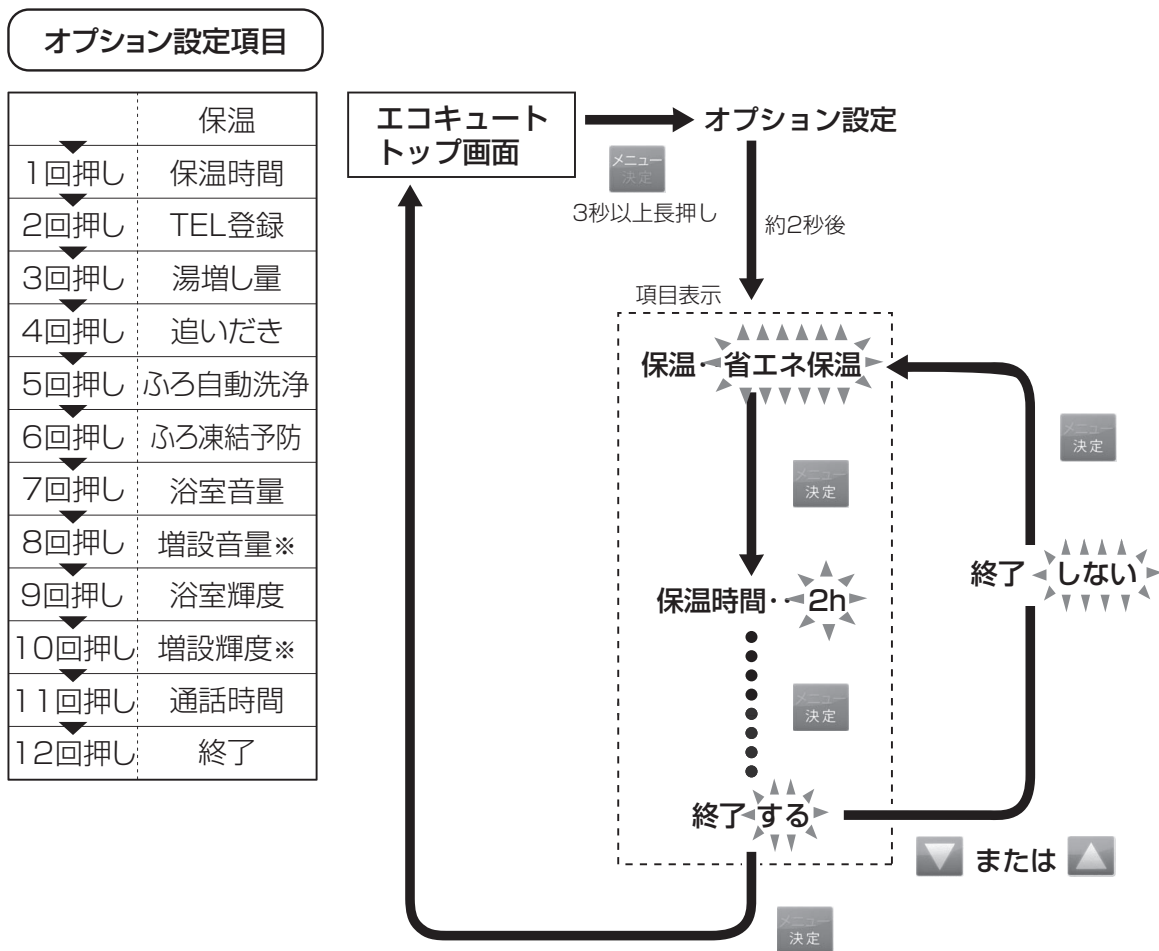 オプション設定項目
保温
1回押し 保温時間
2回押し TEL登録
3回押し 湯増し量
4回押し 追いだき
5回押し ふろ自動洗浄
6回押し ふろ凍結予防
7回押し 浴室音量
8回押し 増設音量※
9回押し 浴室輝度
10回押し 増設輝度※
11回押し 通話時間
12回押し 終了
エコキュート
トップ画面
メニュー
決定
3秒以上長押し
オプション設定
約2秒後
項目表示
保温・省エネ保温
メニュー
決定
保温時間・・2h
メニュー
決定
終了 する
▼ または ▲
終了 しない
メニュー
決定
メニュー
決定